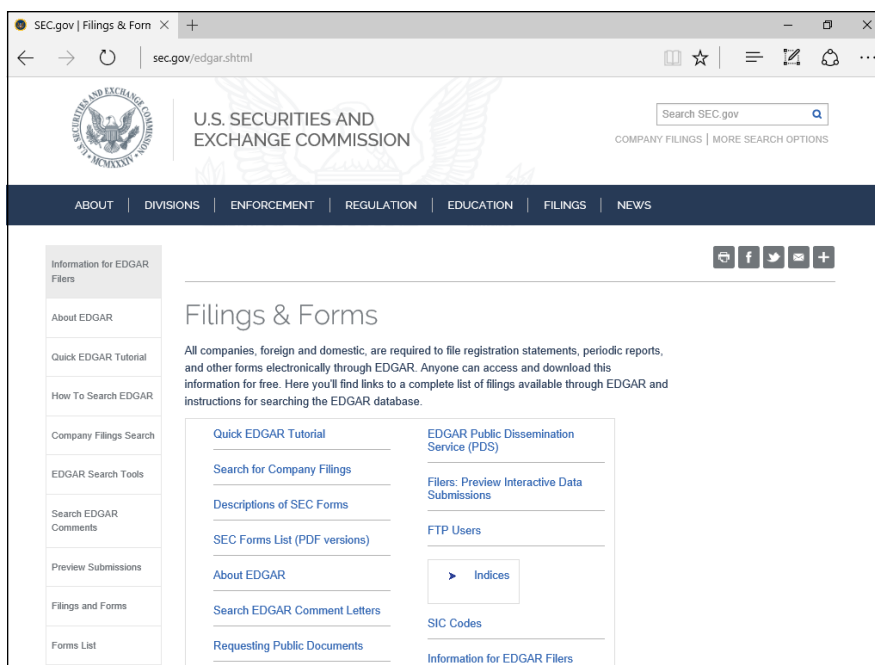 SEC.gov | Filings & Forn
sec.gov/edgar.shtml
SECURITIES AND EXCHANGE COMMISSION
U.S.
MCMXXXIV
U.S. SECURITIES AND
EXCHANGE COMMISSION
Search SEC.gov
COMPANY FILINGS | MORE SEARCH OPTIONS
ABOUT | DIVISIONS | ENFORCEMENT | REGULATION | EDUCATION | FILINGS | NEWS
Information for EDGAR
Filers
About EDGAR
Quick EDGAR Tutorial
How To Search EDGAR
Company Filings Search
EDGAR Search Tools
Search EDGAR
Comments
Preview Submissions
Filings and Forms
Forms List
Filings & Forms
All companies, foreign and domestic, are required to file registration statements, periodic reports,
and other forms electronically through EDGAR. Anyone can access and download this
information for free. Here you'll find links to a complete list of filings available through EDGAR and
instructions for searching the EDGAR database.
Quick EDGAR Tutorial
Search for Company Filings
Descriptions of SEC Forms
SEC Forms List (PDF versions)
About EDGAR
Search EDGAR Comment Letters
Requesting Public Documents
EDGAR Public Dissemination
Service (PDS)
Filers: Preview Interactive Data
Submissions
FTP Users
Indices
SIC Codes
Information for EDGAR Filers